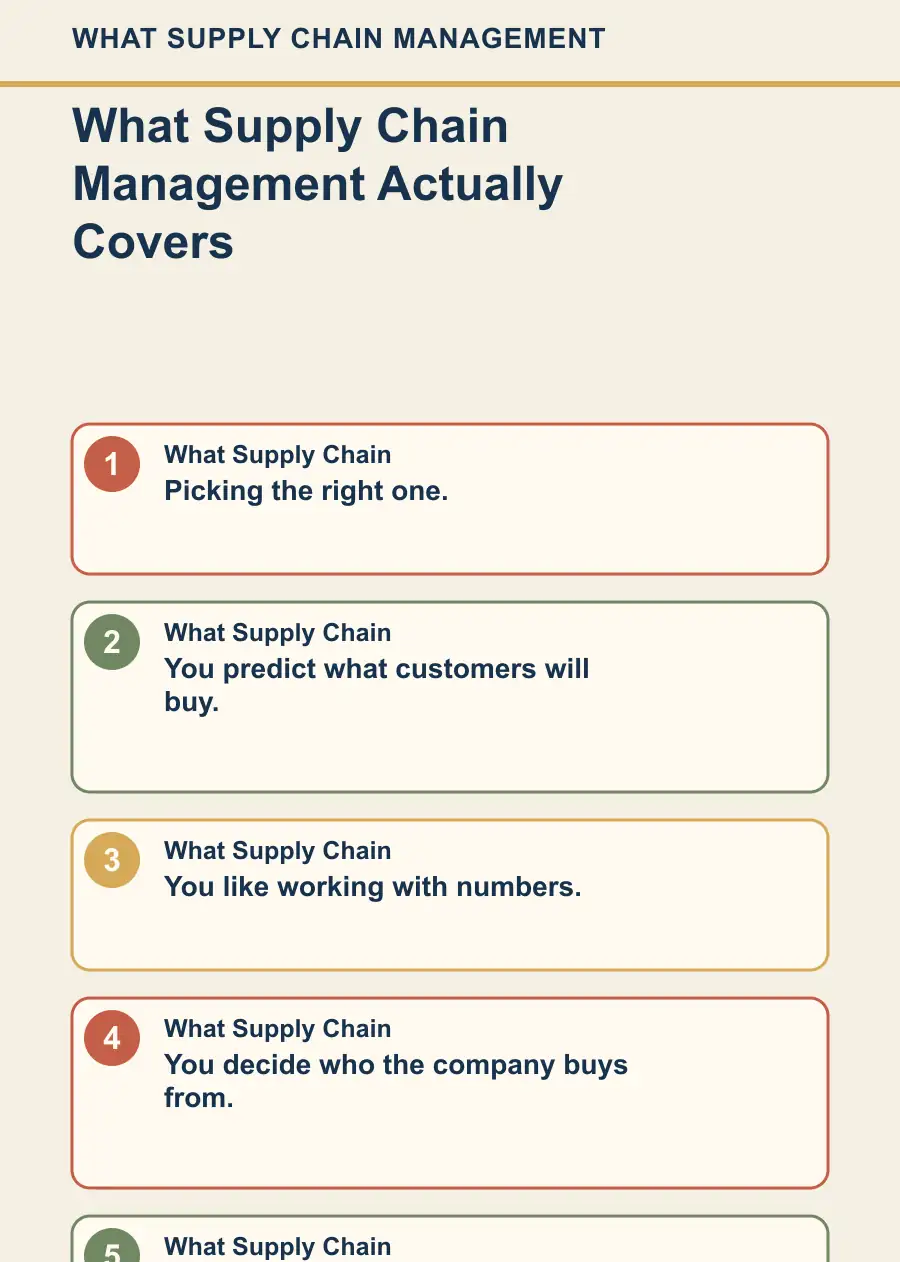 WHAT SUPPLY CHAIN MANAGEMENT
What Supply Chain
Management Actually
Covers
1
What Supply Chain
Picking the right one.
2
What Supply Chain
You predict what customers will
buy.
3
What Supply Chain
You like working with numbers.
4
What Supply Chain
You decide who the company buys
from.
5
What Supply Chain